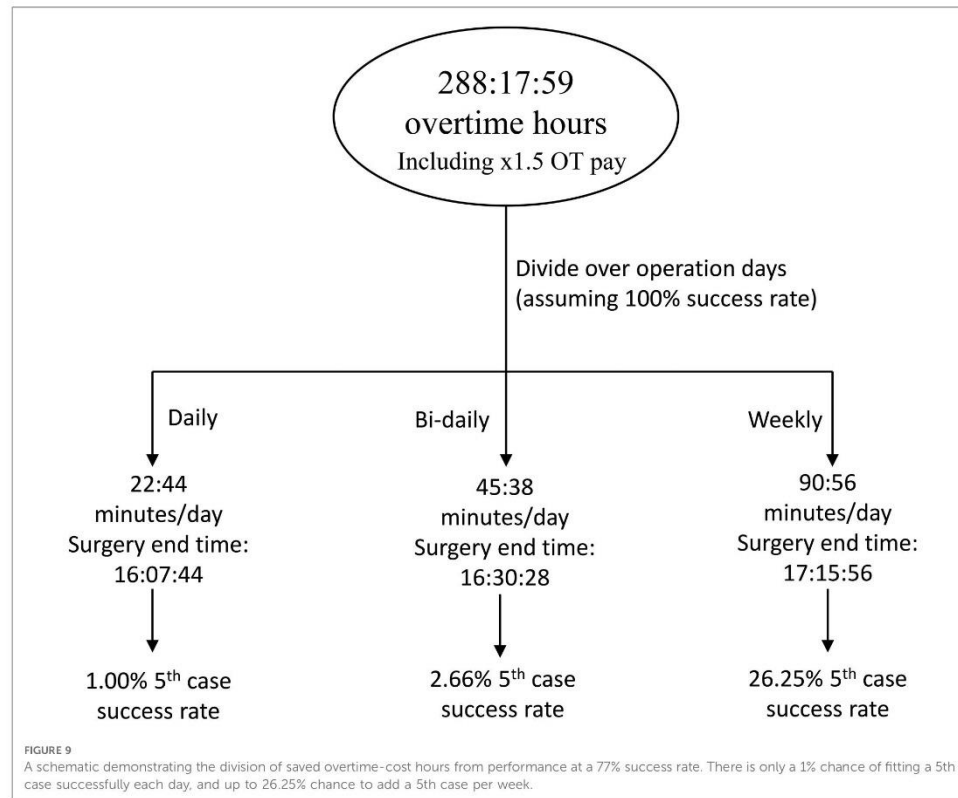 288:17:59
overtime hours
Including x1.5 OT pay
Divide over operation days
(assuming 100% success rate)
Daily
Bi-daily
Weekly
22:44
minutes/day
Surgery end time:
16:07:44
45:38
minutes/day
Surgery end time:
16:30:28
90:56
minutes/day
Surgery end time:
17:15:56
1.00% 5th case
success rate
2.66% 5th case
success rate
26.25% 5th case
success rate
FIGURE 9
A schematic demonstrating the division of saved overtime-cost hours from performance at a 77% success rate. There is only a 1% chance of fitting a 5th
case successfully each day, and up to 26.25% chance to add a 5th case per week.